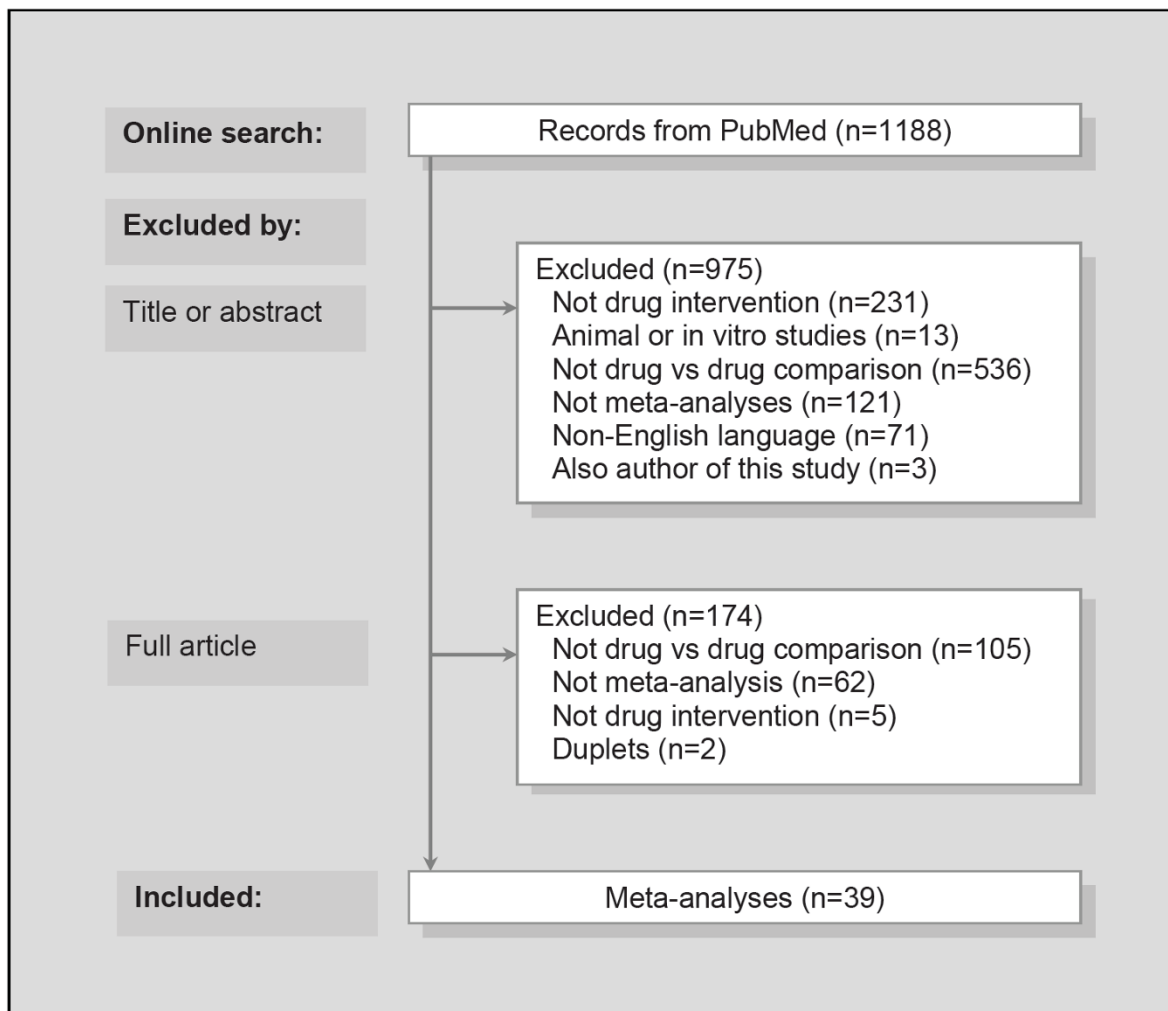 Online search:
Records from PubMed (n=1188)
Excluded by:
Title or abstract
Excluded (n=975)
Not drug intervention (n=231)
Animal or in vitro studies (n=13)
Not drug vs drug comparison (n=536)
Not meta-analyses (n=121)
Non-English language (n=71)
Also author of this study (n=3)
Full article
Excluded (n=174)
Not drug vs drug comparison (n=105)
Not meta-analysis (n=62)
Not drug intervention (n=5)
Duplets (n=2)
Included:
Meta-analyses (n=39)